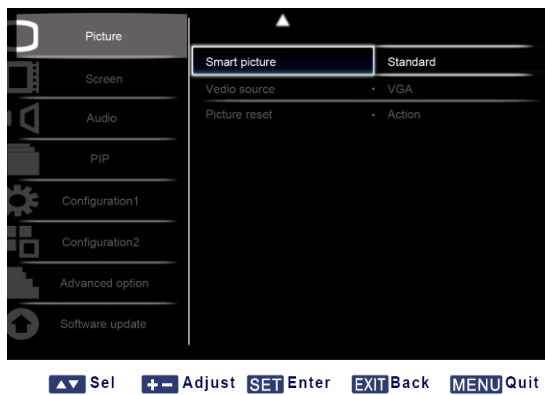 Picture
Screen
Audio
PIP
Configuration1
Configuration2
Advanced option
Software update
Smart picture Standard
Vedio source • VGA
Picture reset • Action
Sel + − Adjust SET Enter EXIT Back MENU Quit